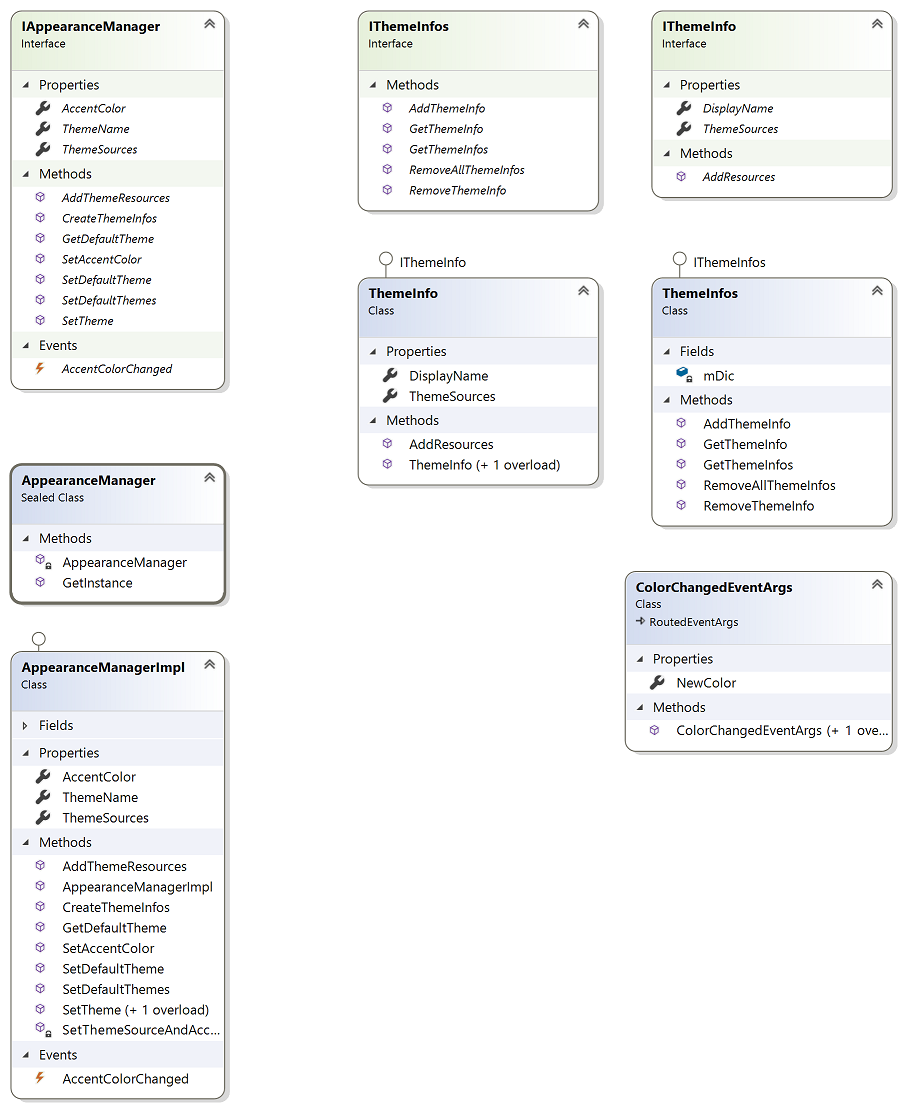 IAppearanceManager
Interface
Properties
AccentColor
ThemeName
ThemeSources
Methods
AddThemeResources
CreateThemeInfos
GetDefaultTheme
SetAccentColor
SetDefaultTheme
SetDefaultThemes
SetTheme
Events
AccentColorChanged
IThemeInfos
Interface
Methods
AddThemeInfo
GetThemeInfo
GetThemeInfos
RemoveAllThemeInfos
RemoveThemeInfo
IThemeInfo
Interface
Properties
DisplayName
ThemeSources
Methods
AddResources
IThemeInfo
ThemeInfo
Class
Properties
DisplayName
ThemeSources
Methods
AddResources
ThemeInfo (+ 1 overload)
IThemeInfos
ThemeInfos
Class
Fields
mDic
Methods
AddThemeInfo
GetThemeInfo
GetThemeInfos
RemoveAllThemeInfos
RemoveThemeInfo
AppearanceManager
Sealed Class
Methods
AppearanceManager
GetInstance
ColorChangedEventArgs
Class
RoutedEventArgs
Properties
NewColor
Methods
ColorChangedEventArgs (+ 1 ove...
AppearanceManagerImpl
Class
Fields
Properties
AccentColor
ThemeName
ThemeSources
Methods
AddThemeResources
AppearanceManagerImpl
CreateThemeInfos
GetDefaultTheme
SetAccentColor
SetDefaultTheme
SetDefaultThemes
SetTheme (+ 1 overload)
SetThemeSourceAndAcc...
Events
AccentColorChanged